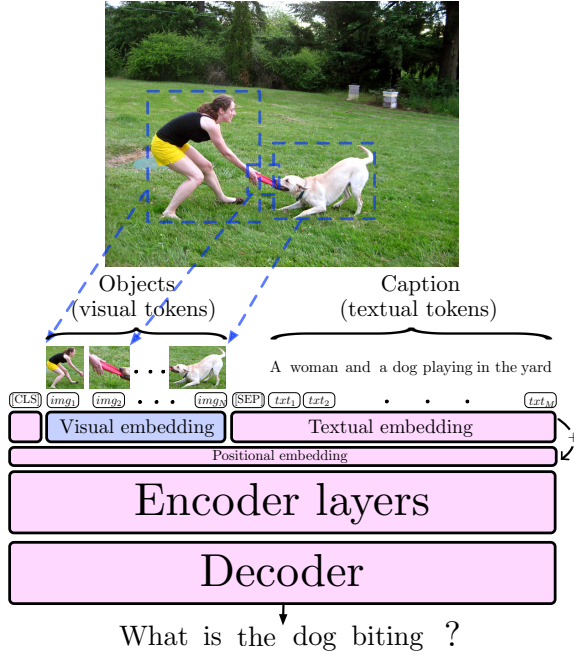 Objects
(visual tokens)
Caption
(textual tokens)
A woman and a dog playing in the yard
[CLS] img1 img2 . . . imgN [SEP] txt1 txt2 . . . txtM
Visual embedding Textual embedding +
Positional embedding
Encoder layers
Decoder
What is the dog biting ?